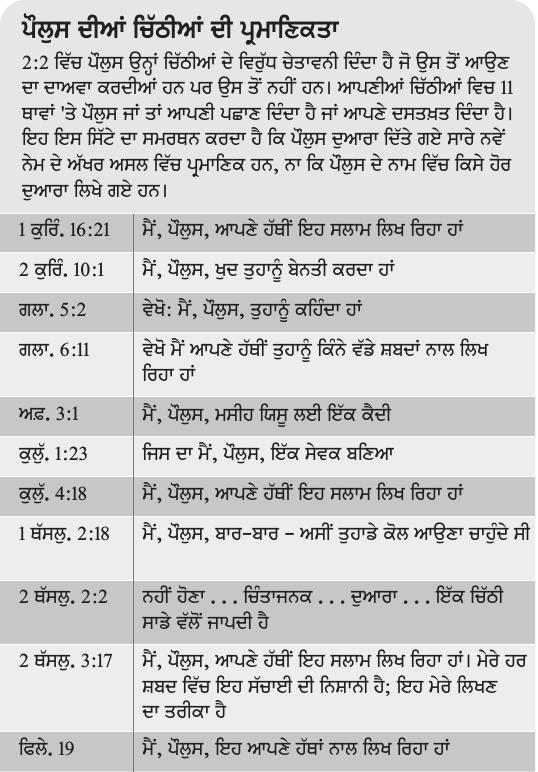 ਪੌਲੁਸ ਦੀਆਂ ਚਿੱਠੀਆਂ ਦੀ ਪ੍ਰਮਾਣਿਕਤਾ
2:2 ਵਿੱਚ ਪੌਲੁਸ ਉਨ੍ਹਾਂ ਚਿੱਠੀਆਂ ਦੇ ਵਿਰੁੱਧ ਚੇਤਾਵਨੀ ਦਿੰਦਾ ਹੈ ਜੋ ਉਸ ਤੋਂ ਆਉਣ
ਦਾ ਦਾਅਵਾ ਕਰਦੀਆਂ ਹਨ ਪਰ ਉਸ ਤੋਂ ਨਹੀਂ ਹਨ। ਆਪਣੀਆਂ ਚਿੱਠੀਆਂ ਵਿਚ 11
ਥਾਵਾਂ 'ਤੇ ਪੌਲੁਸ ਜਾਂ ਤਾਂ ਆਪਣੀ ਪਛਾਣ ਦਿੰਦਾ ਹੈ ਜਾਂ ਆਪਣੇ ਦਸਤਖ਼ਤ ਦਿੰਦਾ ਹੈ।
ਇਹ ਇਸ ਸਿੱਟੇ ਦਾ ਸਮਰਥਨ ਕਰਦਾ ਹੈ ਕਿ ਪੌਲੁਸ ਦੁਆਰਾ ਦਿੱਤੇ ਗਏ ਸਾਰੇ ਨਵੇਂ
ਨੇਮ ਦੇ ਅੱਖਰ ਅਸਲ ਵਿੱਚ ਪ੍ਰਮਾਣਿਕ ਹਨ, ਨਾ ਕਿ ਪੌਲੁਸ ਦੇ ਨਾਮ ਵਿੱਚ ਕਿਸੇ ਹੋਰ
ਦੁਆਰਾ ਲਿਖੇ ਗਏ ਹਨ।
1 ਕੁਰਿੰ. 16:21 ਮੈਂ, ਪੌਲੁਸ, ਆਪਣੇ ਹੱਥੀਂ ਇਹ ਸਲਾਮ ਲਿਖ ਰਿਹਾ ਹਾਂ
2 ਕੁਰਿੰ. 10:1 ਮੈਂ, ਪੌਲੁਸ, ਖੁਦ ਤੁਹਾਨੂੰ ਬੇਨਤੀ ਕਰਦਾ ਹਾਂ
ਗਲਾ. 5:2 ਵੇਖੋ: ਮੈਂ, ਪੌਲੁਸ, ਤੁਹਾਨੂੰ ਕਹਿੰਦਾ ਹਾਂ
ਗਲਾ. 6:11 ਵੇਖੋ ਮੈਂ ਆਪਣੇ ਹੱਥੀਂ ਤੁਹਾਨੂੰ ਕਿੰਨੇ ਵੱਡੇ ਸ਼ਬਦਾਂ ਨਾਲ ਲਿਖ
ਰਿਹਾ ਹਾਂ
ਅਫ਼. 3:1 ਮੈਂ, ਪੌਲੁਸ, ਮਸੀਹ ਯਿਸੂ ਲਈ ਇੱਕ ਕੈਦੀ
ਕੁਲੁੱ. 1:23 ਜਿਸ ਦਾ ਮੈਂ, ਪੌਲੁਸ, ਇੱਕ ਸੇਵਕ ਬਣਿਆ
ਕੁਲੁੱ. 4:18 ਮੈਂ, ਪੌਲੁਸ, ਆਪਣੇ ਹੱਥੀਂ ਇਹ ਸਲਾਮ ਲਿਖ ਰਿਹਾ ਹਾਂ
1 ਥੱਸਲੁ. 2:18 ਮੈਂ, ਪੌਲੁਸ, ਬਾਰ-ਬਾਰ – ਅਸੀਂ ਤੁਹਾਡੇ ਕੋਲ ਆਉਣਾ ਚਾਹੁੰਦੇ ਸੀ
2 ਥੱਸਲੁ. 2:2 ਨਹੀਂ ਹੋਣਾ . . . ਚਿੰਤਾਜਨਕ . . . ਦੁਆਰਾ . . . ਇੱਕ ਚਿੱਠੀ
ਸਾਡੇ ਵੱਲੋਂ ਜਾਪਦੀ ਹੈ
2 ਥੱਸਲੁ. 3:17 ਮੈਂ, ਪੌਲੁਸ, ਆਪਣੇ ਹੱਥੀਂ ਇਹ ਸਲਾਮ ਲਿਖ ਰਿਹਾ ਹਾਂ। ਮੇਰੇ ਹਰ
ਸ਼ਬਦ ਵਿੱਚ ਇਹ ਸੱਚਾਈ ਦੀ ਨਿਸ਼ਾਨੀ ਹੈ; ਇਹ ਮੇਰੇ ਲਿਖਣ
ਦਾ ਤਰੀਕਾ ਹੈ
ਫਿਲੇ. 19 ਮੈਂ, ਪੌਲੁਸ, ਇਹ ਆਪਣੇ ਹੱਥਾਂ ਨਾਲ ਲਿਖ ਰਿਹਾ ਹਾਂ